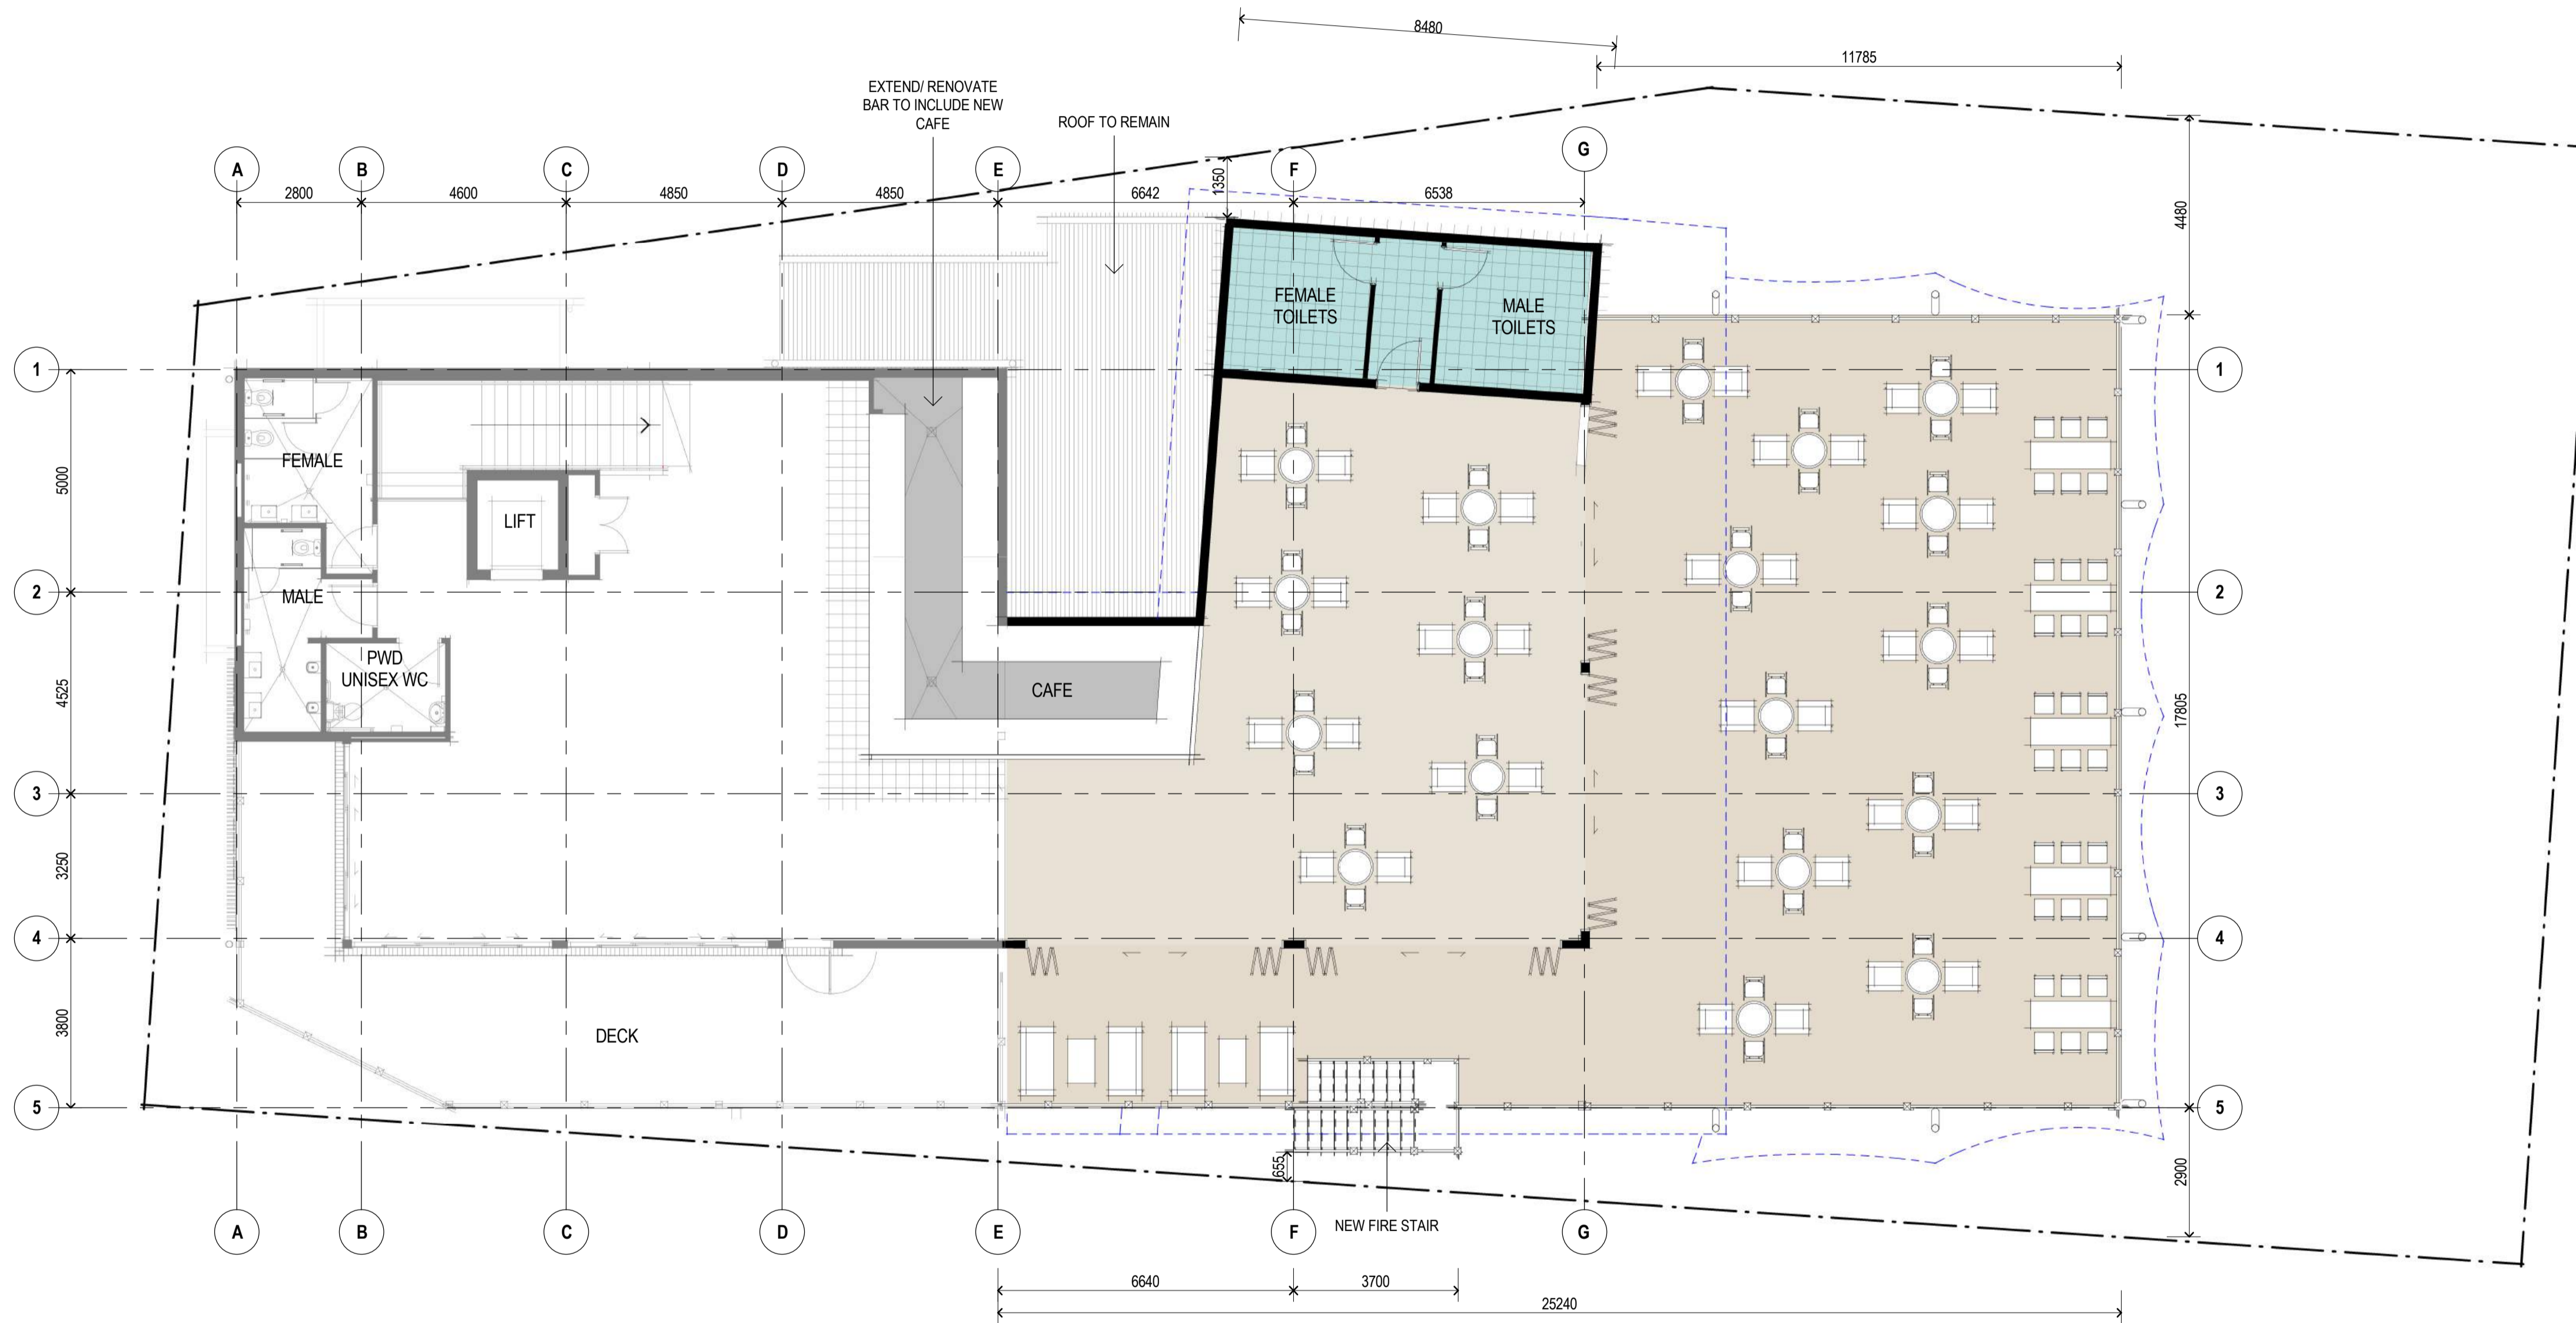 8480
11785
EXTEND/ RENOVATE
BAR TO INCLUDE NEW
CAFE
ROOF TO REMAIN
A
B
C
D
E
F
G
2800
4600
4850
4850
6642
1350
6538
4480
FEMALE
TOILETS
MALE
TOILETS
1
1
5000
FEMALE
LIFT
2
MALE
2
PWD
UNISEX WC
CAFE
4525
17805
3
3
3250
4
4
3800
DECK
5
5
655
2900
NEW FIRE STAIR
A
B
C
D
E
F
G
6640
3700
25240